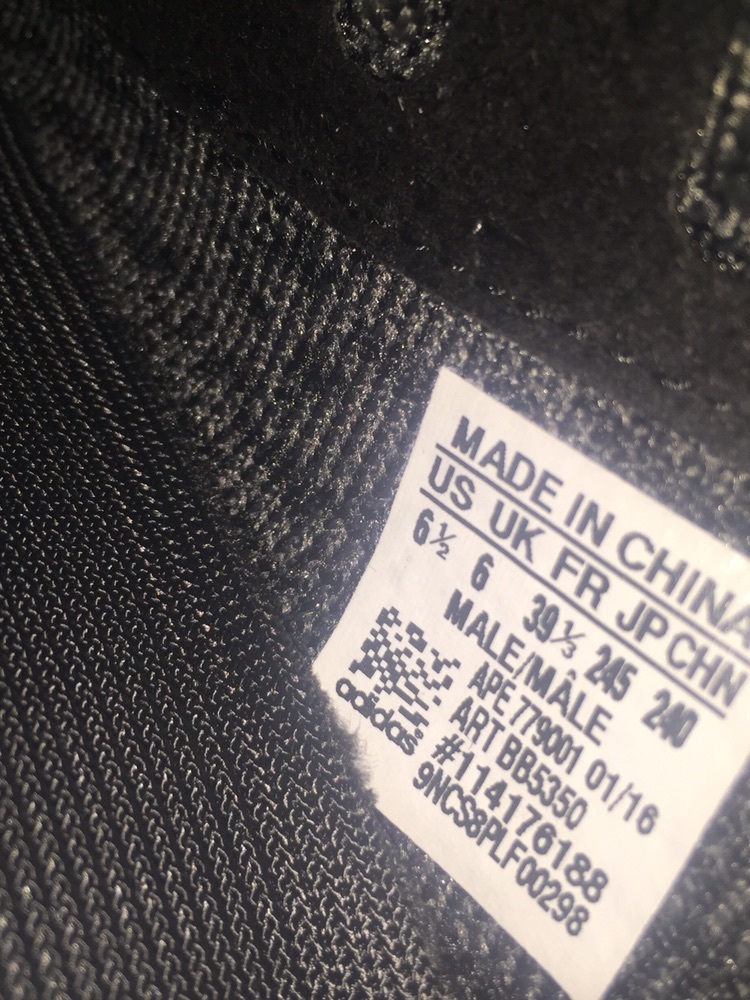 MADE IN CHINA
US UK FR JP CHN
6½ 6 39⅓ 245 240
MALE/MÂLE
APE 779001 01/16
ART BB5350
#114176188
9NCS8PLF00298
adidas